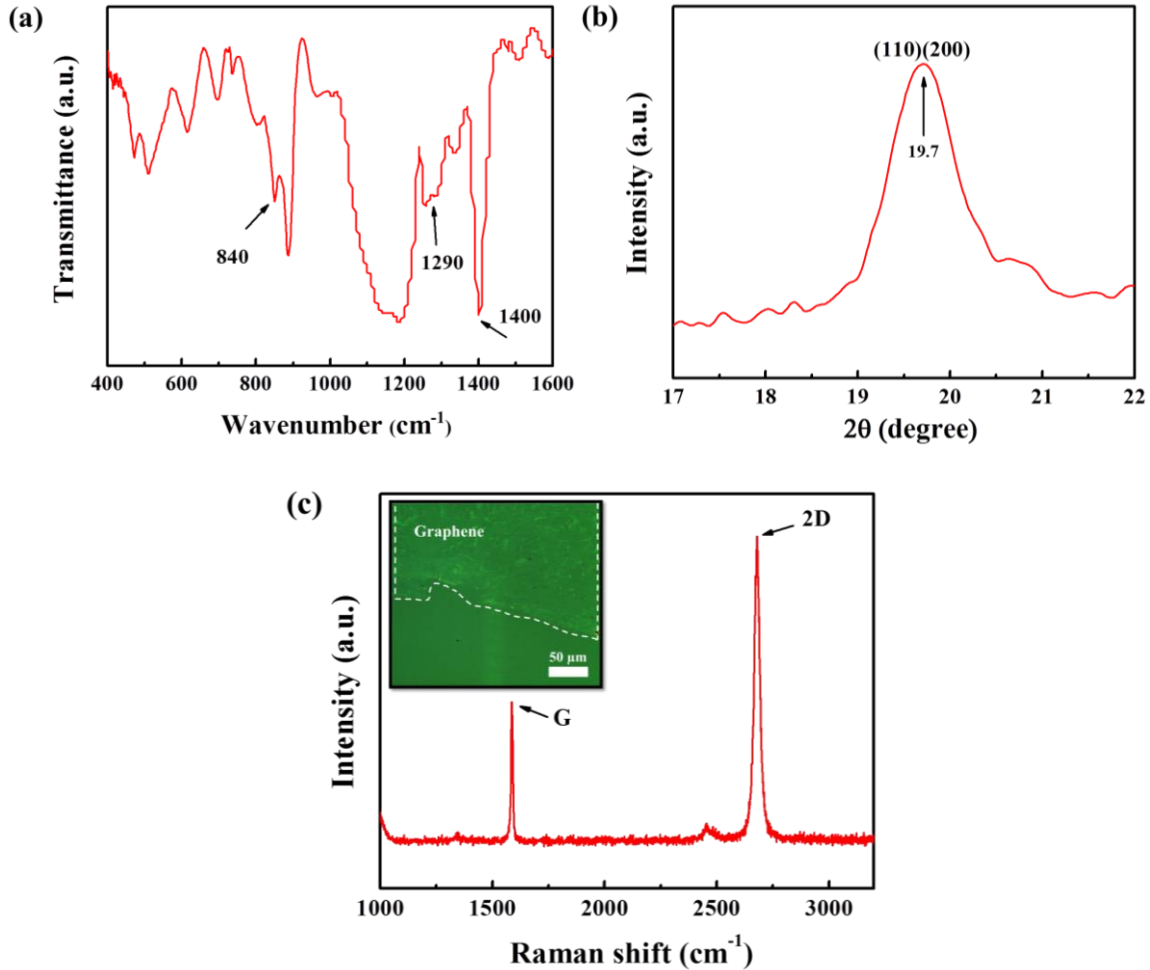 (a)
Transmittance (a.u.)
840
1290
1400
400 600 800 1000 1200 1400 1600
Wavenumber (cm⁻¹)
(b)
Intensity (a.u.)
(110)(200)
19.7
17 18 19 20 21 22
2θ (degree)
(c)
Intensity (a.u.)
Graphene
50 µm
2D
G
1000 1500 2000 2500 3000
Raman shift (cm⁻¹)